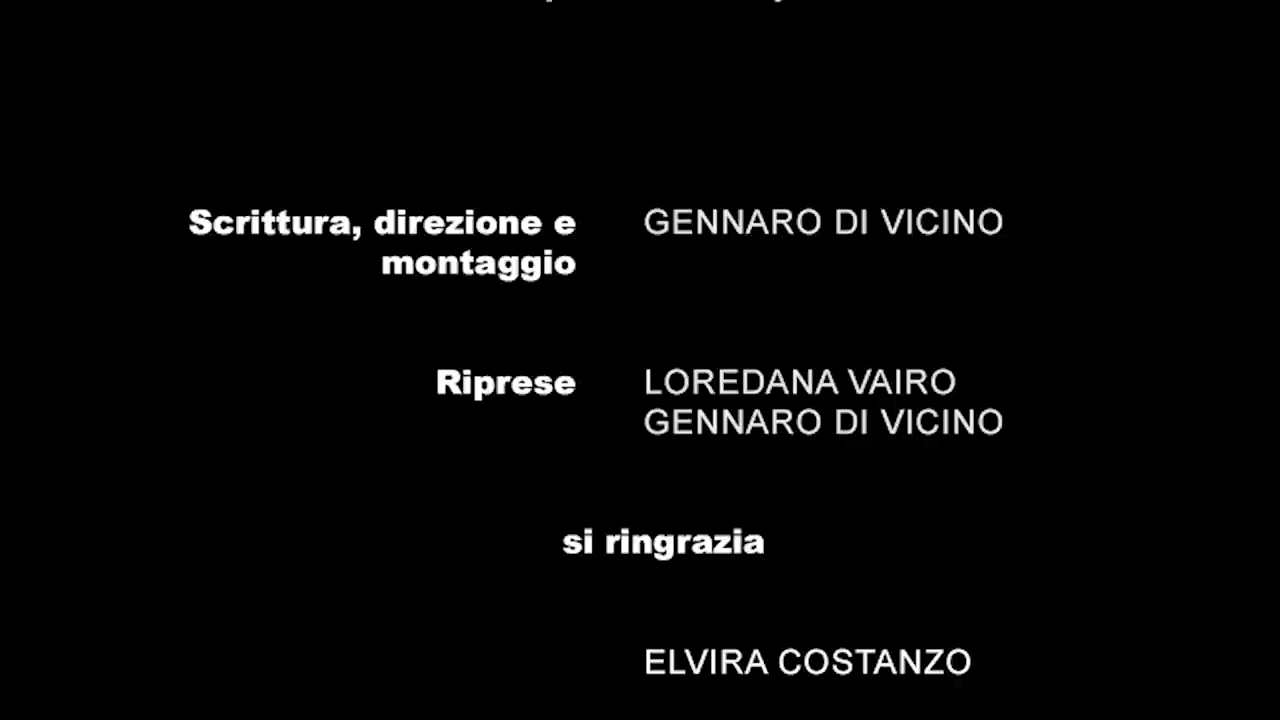 Scrittura, direzione e GENNARO DI VICINO
montaggio
Riprese LOREDANA VAIRO
GENNARO DI VICINO
si ringrazia
ELVIRA COSTANZO